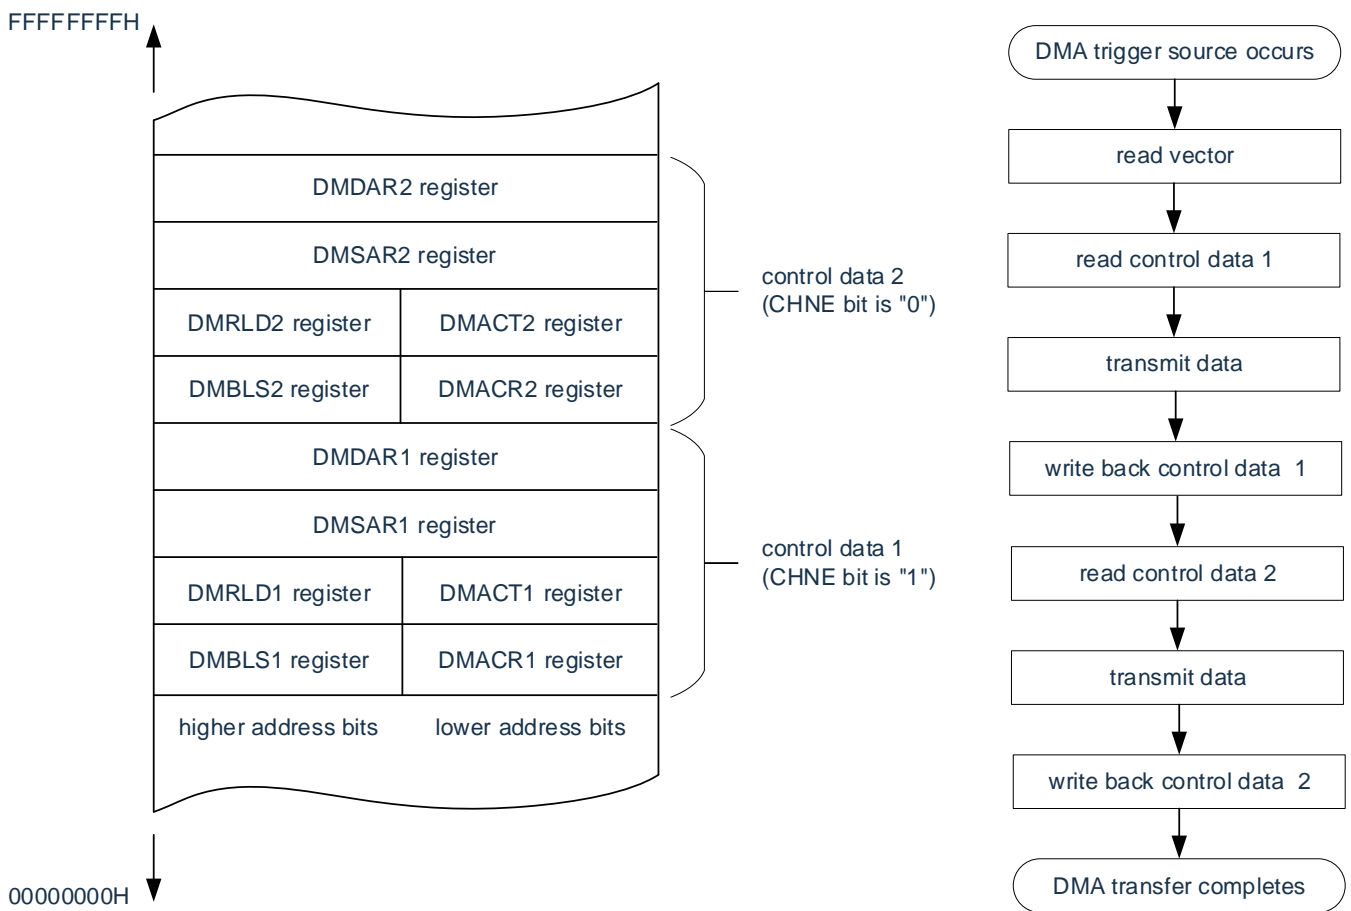 FFFFFFFFH
DMDAR2 register
DMSAR2 register
DMRLD2 register
DMACT2 register
DMBLS2 register
DMACR2 register
control data 2
(CHNE bit is "0")
DMDAR1 register
DMSAR1 register
DMRLD1 register
DMACT1 register
DMBLS1 register
DMACR1 register
control data 1
(CHNE bit is "1")
higher address bits
lower address bits
00000000H
DMA trigger source occurs
read vector
read control data 1
transmit data
write back control data 1
read control data 2
transmit data
write back control data 2
DMA transfer completes